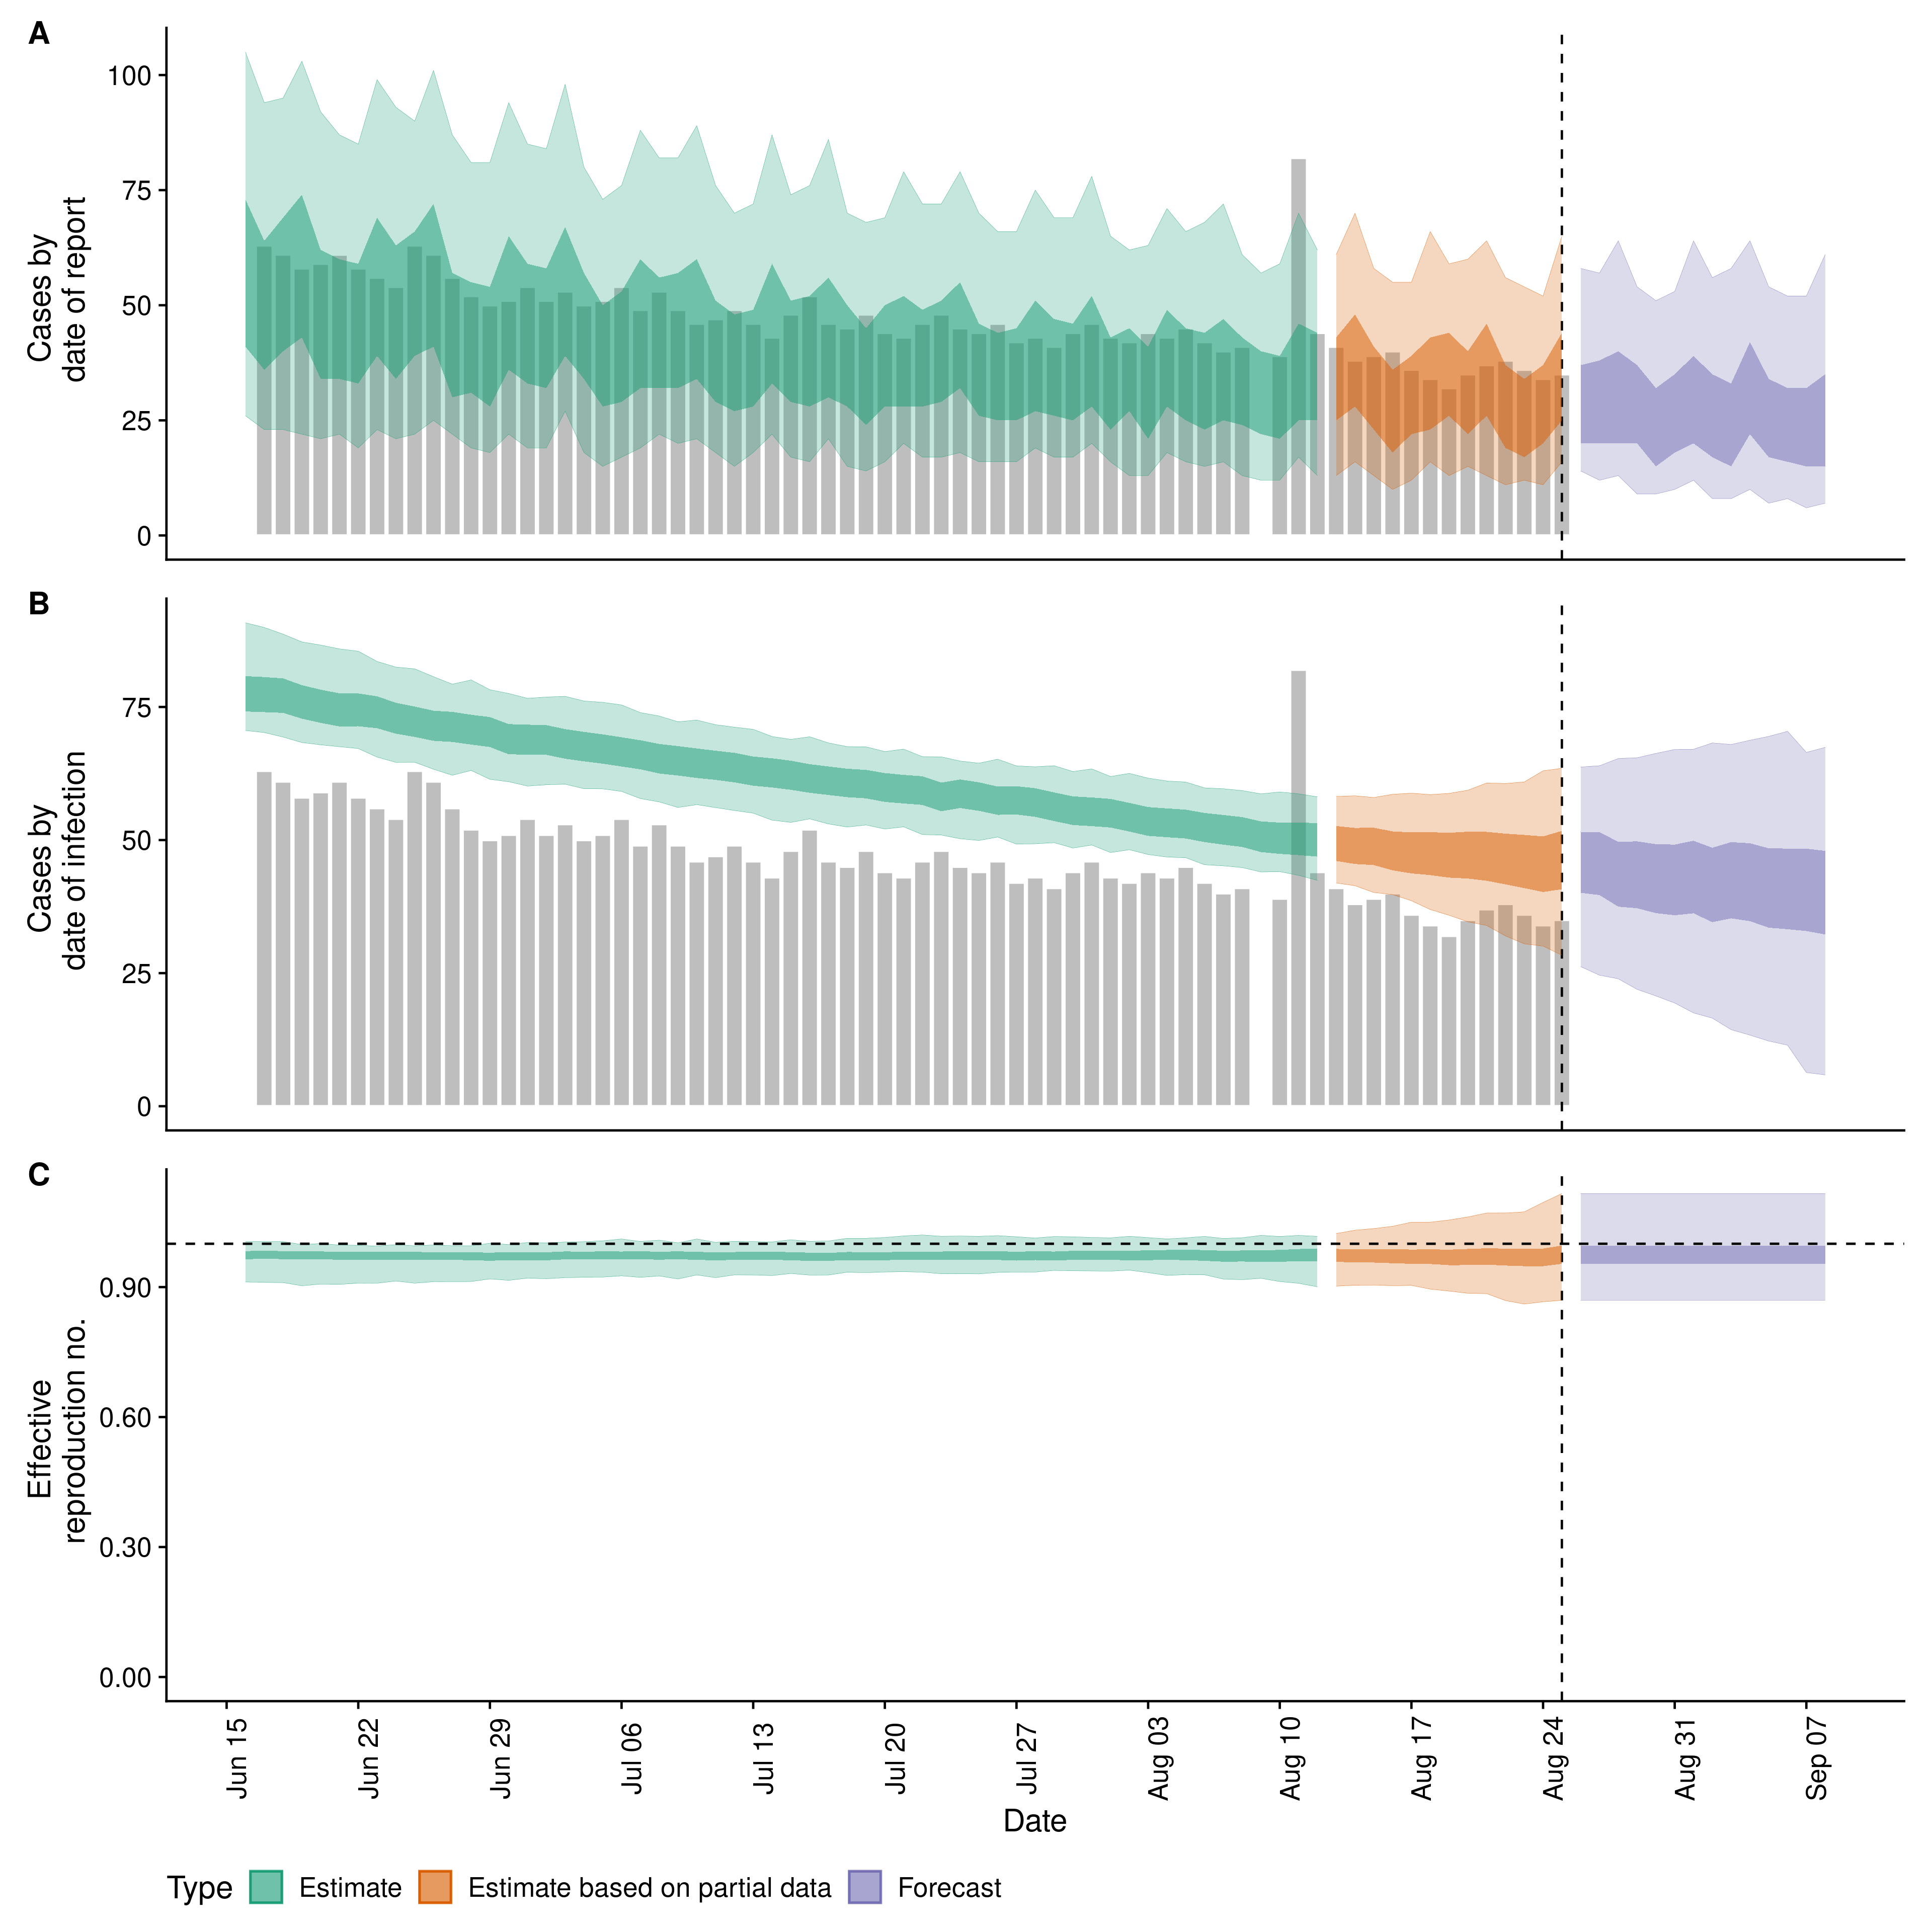 A
100
75
50
25
0
Cases by
date of report
B
75
50
25
0
Cases by
date of infection
C
0.90
0.60
0.30
0.00
Effective
reproduction no.
Jun 15
Jun 22
Jun 29
Jul 06
Jul 13
Jul 20
Jul 27
Aug 03
Aug 10
Aug 17
Aug 24
Aug 31
Sep 07
Date
Type
Estimate
Estimate based on partial data
Forecast